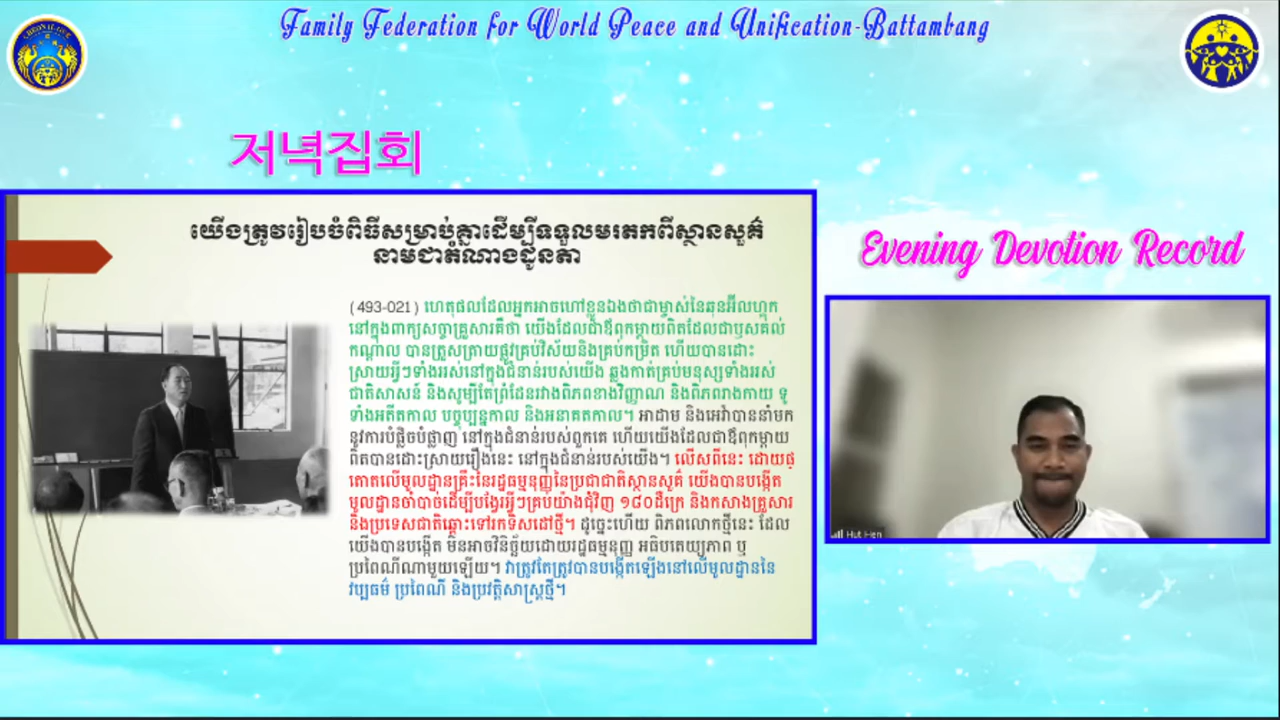 Family Federation for World Peace and Unification-Battambang
저녁집회
យើងត្រូវរៀបចំពិធីសម្រាប់គ្នាដើម្បីទទួលមរតកពីស្ថានសួគ៌
នាមជាតំណាងដូនតា
Evening Devotion Record
(493-021) ហេតុផលដែលអ្នកអាចហៅខ្លួនឯងថាជាម្ចាស់នៃឆុនអ៊ីលហ្គុក
នៅក្នុងពាក្យសច្ចាគ្រួសារគឺថា យើងដែលជាឪពុកម្តាយពិតដែលជាឬសគល់
កណ្តាល បានត្រួសត្រាយផ្លូវគ្រប់វិស័យនិងគ្រប់កម្រិត ហើយបានដោះ
ស្រាយអ្វីៗទាំងអស់នៅក្នុងជំនាន់របស់យើង ឆ្លងកាត់គ្រប់មនុស្សទាំងអស់
ជាតិសាសន៍ និងសូម្បីតែព្រំដែនរវាងពិភពខាងវិញ្ញាណ និងពិភពរាងកាយ ទូ
ទាំងអតីតកាល បច្ចុប្បន្នកាល និងអនាគតកាល។ អាដាម និងអេវ៉ាបាននាំមក
នូវការបំផ្លិចបំផ្លាញ នៅក្នុងជំនាន់របស់ពួកគេ ហើយយើងដែលជាឪពុកម្តាយ
ពិតបានដោះស្រាយរឿងនេះ នៅក្នុងជំនាន់របស់យើង។ លើសពីនេះ ដោយផ្
តោតលើមូលដ្ឋានគ្រឹះនៃរដ្ឋធម្មនុញ្ញនៃប្រជាជាតិស្ថានសួគ៌ យើងបានបង្កើត
មូលដ្ឋានចាំបាច់ដើម្បីបង្វែរអ្វីៗគ្រប់យ៉ាងជុំវិញ ១៨០ដឺក្រេ និងកសាងគ្រួសារ
និងប្រទេសជាតិឆ្ពោះទៅរកទិសដៅថ្មី។ ដូច្នេះហើយ ពិភពលោកថ្មីនេះ ដែល
យើងបានបង្កើត មិនអាចវិនិច្ឆ័យដោយរដ្ឋធម្មនុញ្ញ អធិបតេយ្យភាព ឬ
ប្រពៃណីណាមួយឡើយ។ វាត្រូវតែត្រូវបានបង្កើតឡើងនៅលើមូលដ្ឋាននៃ
វប្បធម៌ ប្រពៃណី និងប្រវត្តិសាស្ត្រថ្មី។
Hut Hen